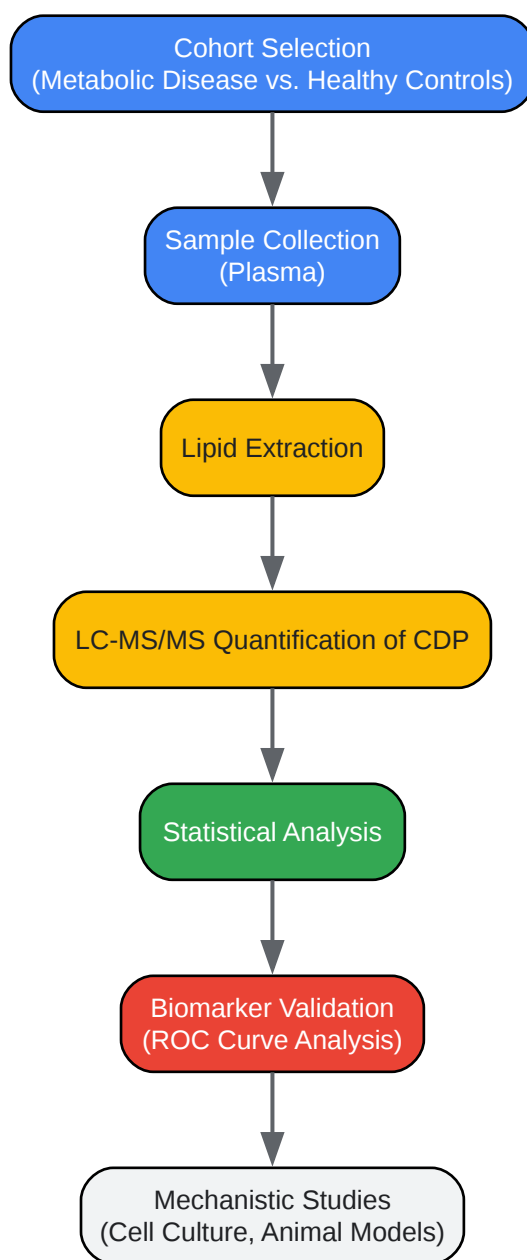 Cohort Selection
(Metabolic Disease vs. Healthy Controls)
Sample Collection
(Plasma)
Lipid Extraction
LC-MS/MS Quantification of CDP
Statistical Analysis
Biomarker Validation
(ROC Curve Analysis)
Mechanistic Studies
(Cell Culture, Animal Models)